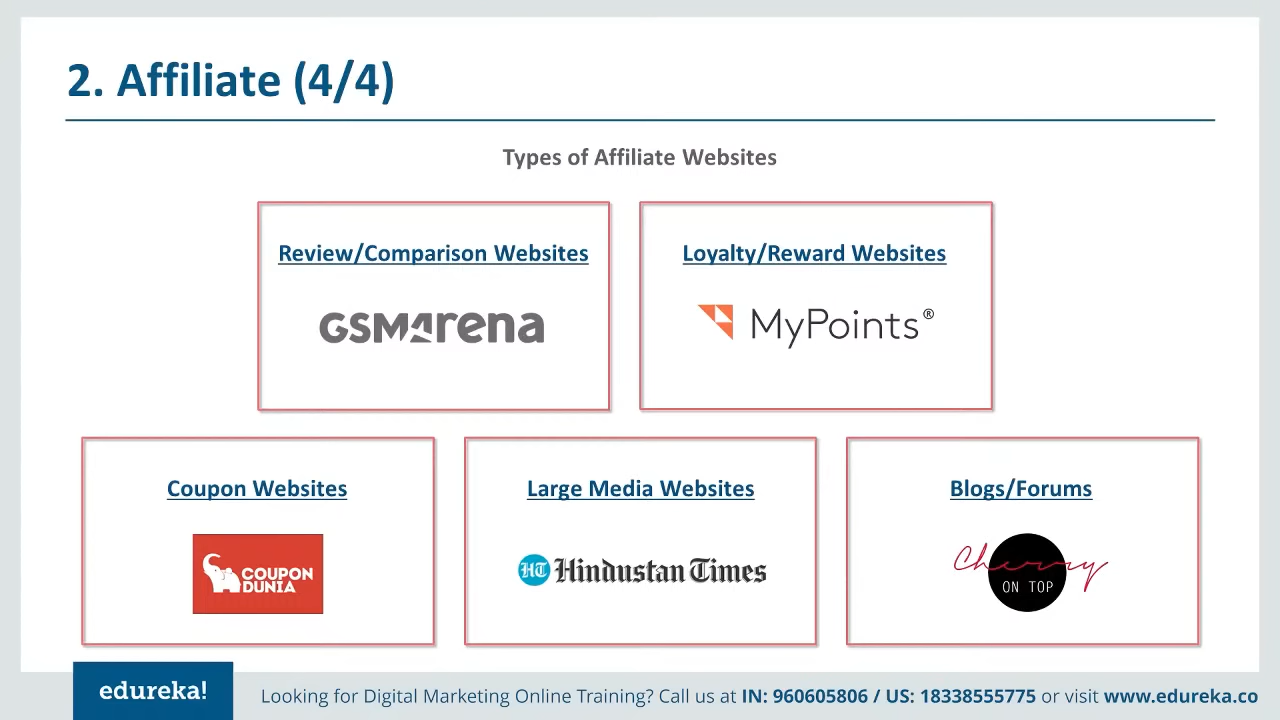 2. Affiliate (4/4)
Types of Affiliate Websites
Review/Comparison Websites
GSMArena
Loyalty/Reward Websites
MyPoints®
Coupon Websites
COUPON
DUNIA
Large Media Websites
HT Hindustan Times
Blogs/Forums
Cherry
ON TOP
edureka!
Looking for Digital Marketing Online Training? Call us at IN: 960605806 / US: 18338555775 or visit www.edureka.co